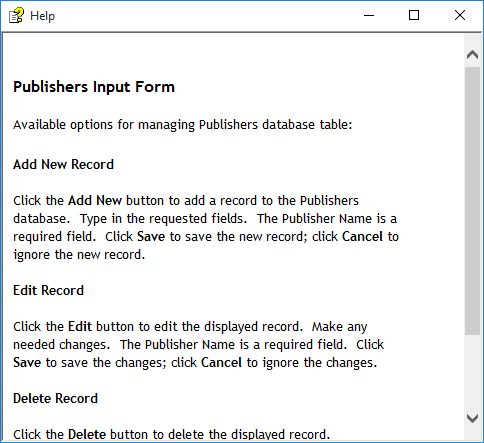 Help
Publishers Input Form
Available options for managing Publishers database table:
Add New Record
Click the Add New button to add a record to the Publishers
database.  Type in the requested fields.  The Publisher Name is a
required field.  Click Save to save the new record; click Cancel to
ignore the new record.
Edit Record
Click the Edit button to edit the displayed record.  Make any
needed changes.  The Publisher Name is a required field.  Click
Save to save the changes; click Cancel to ignore the changes.
Delete Record
Click the Delete button to delete the displayed record.